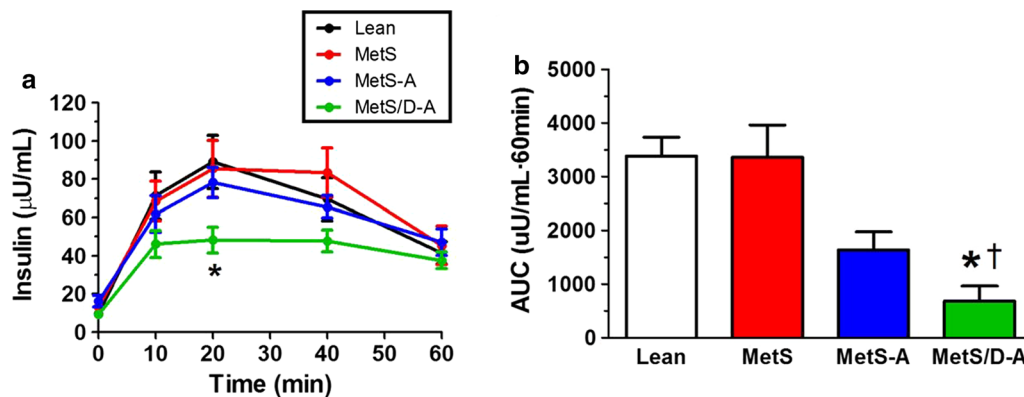 Lean
MetS
MetS-A
MetS/D-A
a
120
100
80
60
40
20
0
Insulin (μU/mL)
*
0 10 20 30 40 50 60
Time (min)
b
5000
4000
3000
2000
1000
0
AUC (uU/mL·60min)
*†
Lean MetS MetS-A MetS/D-A